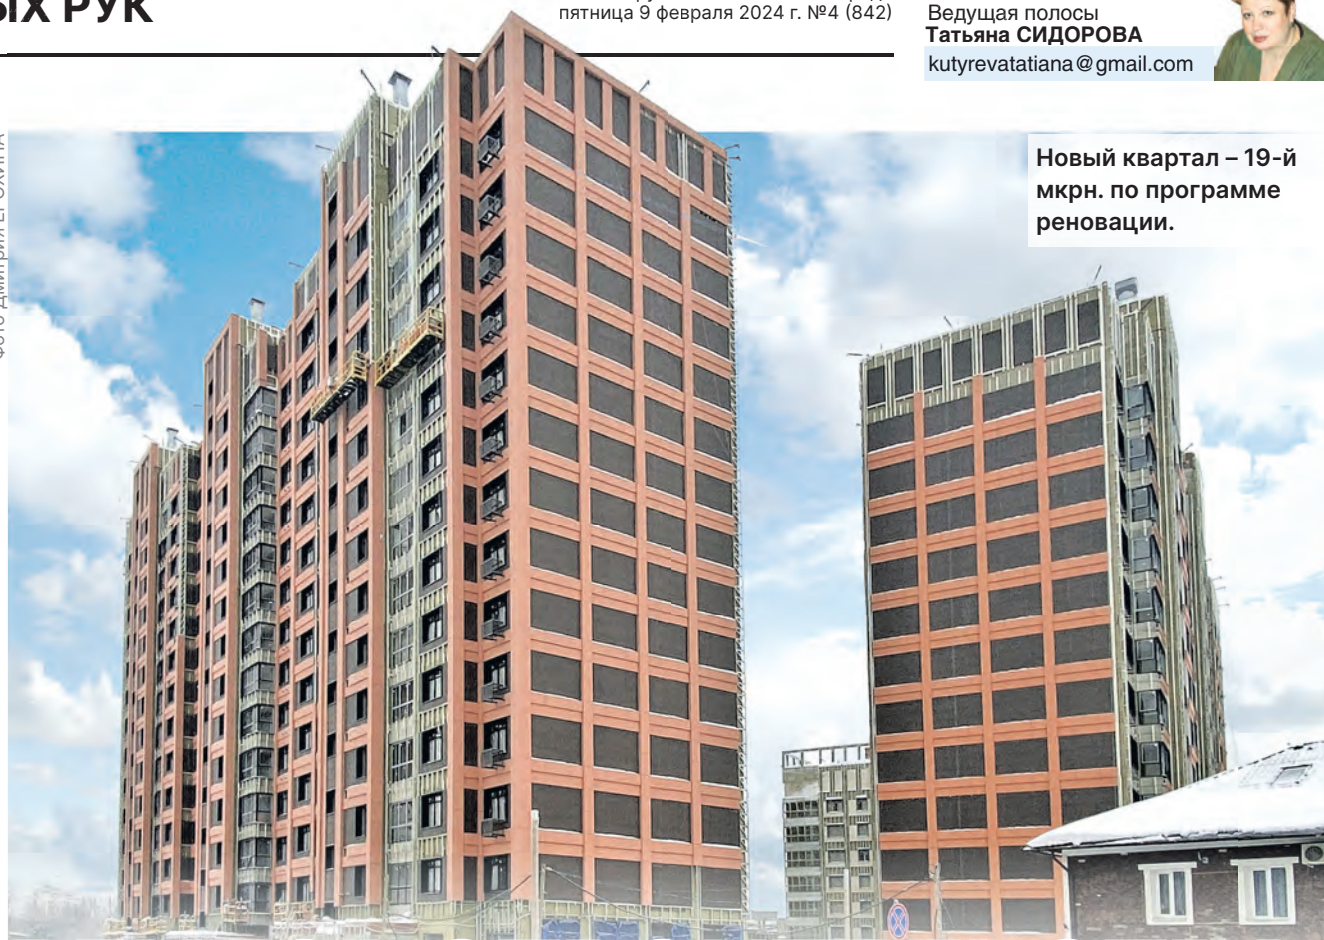 ЫХ РУК
пятница 9 февраля 2024 г. №4 (842)
Ведущая полосы
Татьяна СИДОРОВА
kutyrevatatiana@gmail.com
Новый квартал – 19-й
мкрн. по программе
реновации.